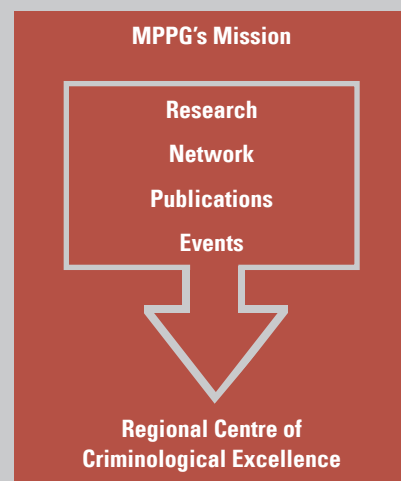 MPPG's Mission
Research
Network
Publications
Events
Regional Centre of
Criminological Excellence